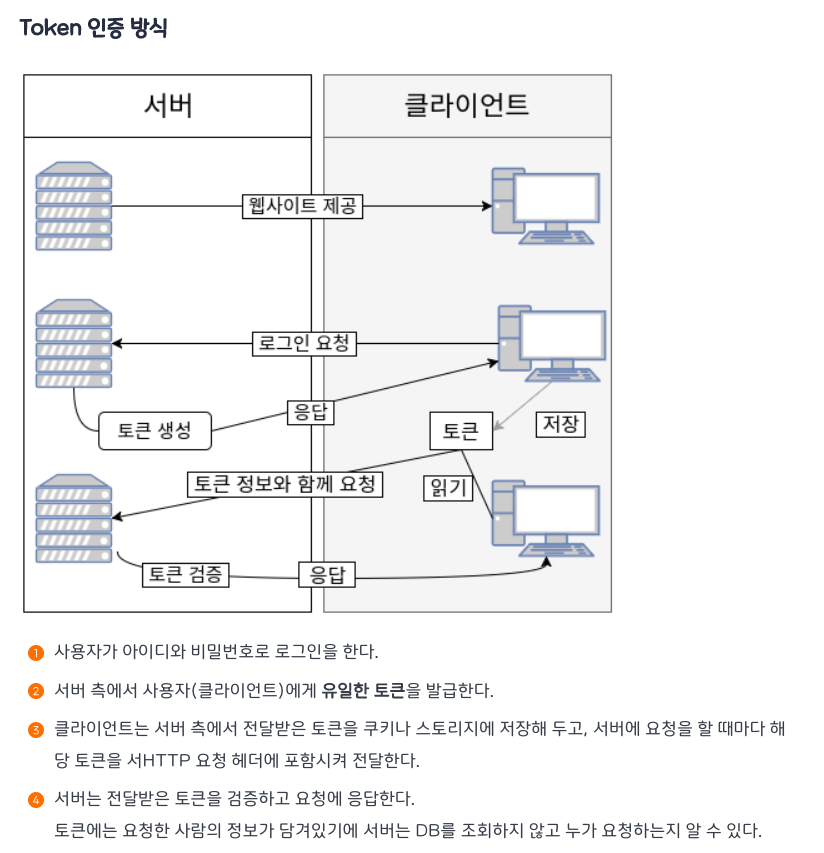 Token 인증 방식
서버
클라이언트
웹사이트 제공
로그인 요청
응답
토큰 생성
토큰
저장
토큰 정보와 함께 요청
읽기
토큰 검증
응답
1 사용자가 아이디와 비밀번호로 로그인을 한다.
2 서버 측에서 사용자(클라이언트)에게 유일한 토큰을 발급한다.
3 클라이언트는 서버 측에서 전달받은 토큰을 쿠키나 스토리지에 저장해 두고, 서버에 요청을 할 때마다 해
당 토큰을 서HTTP 요청 헤더에 포함시켜 전달한다.
4 서버는 전달받은 토큰을 검증하고 요청에 응답한다.
토큰에는 요청한 사람의 정보가 담겨있기에 서버는 DB를 조회하지 않고 누가 요청하는지 알 수 있다.